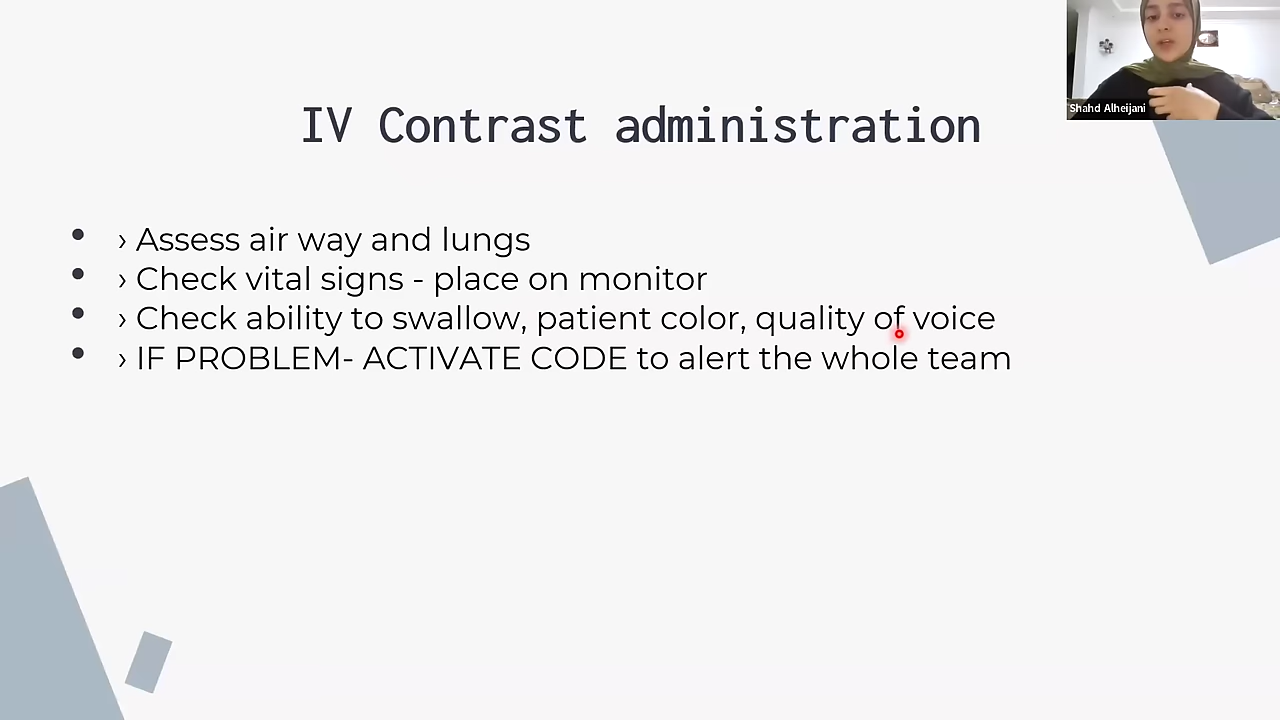 Shahd Alheijani
IV Contrast administration
• › Assess air way and lungs
• › Check vital signs - place on monitor
• › Check ability to swallow, patient color, quality of voice
• › IF PROBLEM- ACTIVATE CODE to alert the whole team